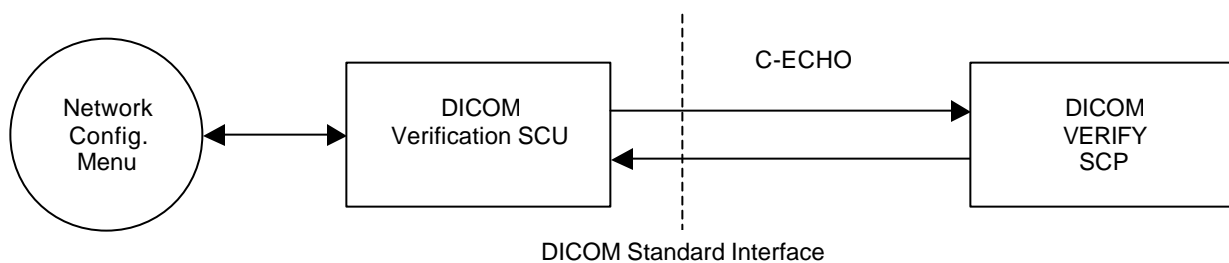 Network
Config.
Menu
DICOM
Verification SCU
C-ECHO
DICOM
VERIFY
SCP
DICOM Standard Interface